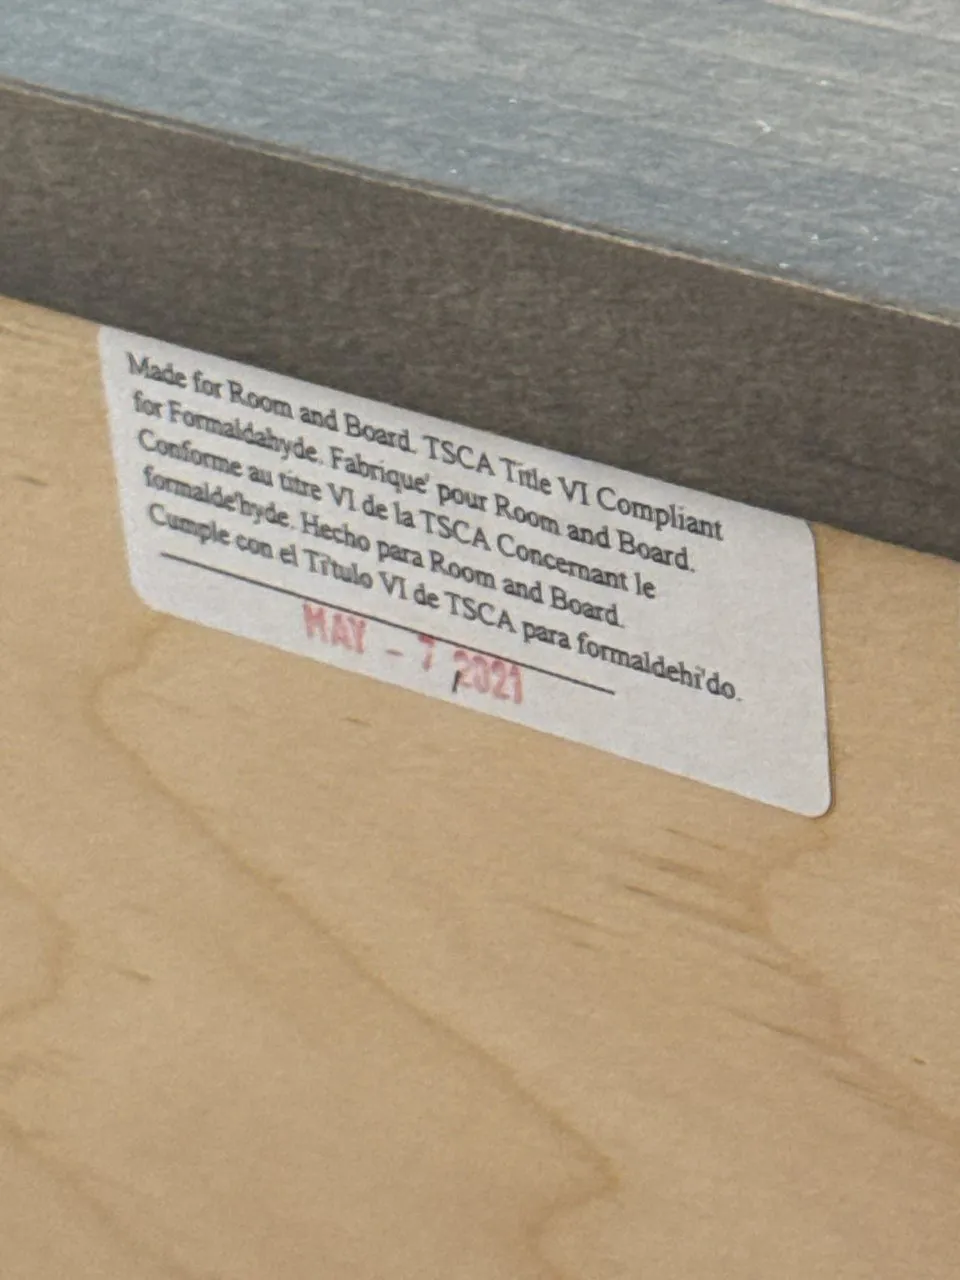 Made for Room and Board. TSCA Title VI Compliant
for Formaldahyde. Fabrique' pour Room and Board.
Conforme au titre VI de la TSCA Concernant le
formalde'hyde. Hecho para Room and Board.
Cumple con el Ti'tulo VI de TSCA para formaldehi'do.
MAY - 7 2021